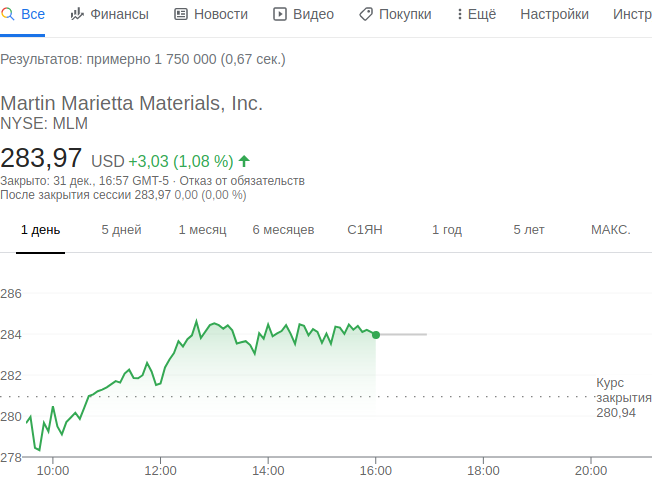 Все Финансы Новости Видео Покупки Ещё Настройки Инстр
Результатов: примерно 1 750 000 (0,67 сек.)
Martin Marietta Materials, Inc.
NYSE: MLM
283,97 USD +3,03 (1,08 %)
Закрыто: 31 дек., 16:57 GMT-5 · Отказ от обязательств
После закрытия сессии 283,97 0,00 (0,00 %)
1 день 5 дней 1 месяц 6 месяцев С1ЯН 1 год 5 лет МАКС.
286
284
282
Курс
закрытия
280,94
280
278
10:00 12:00 14:00 16:00 18:00 20:00